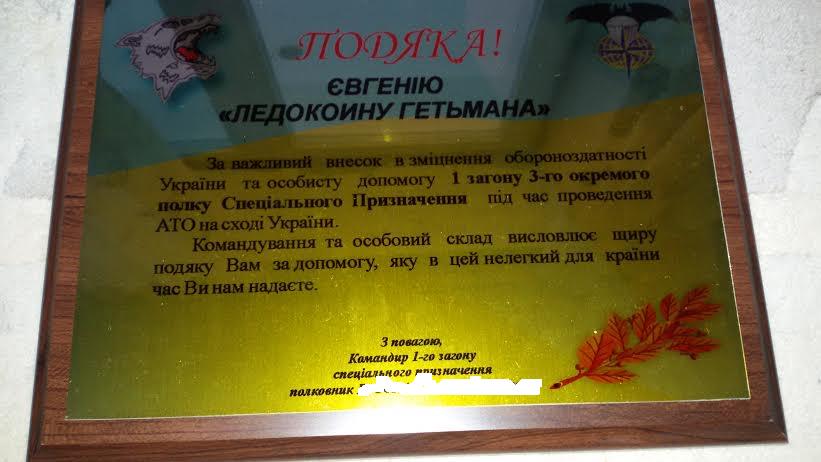 ПОДЯКА!
ЄВГЕНІЮ
«ЛЕДОКОИНУ ГЕТЬМАНА»
За важливий внесок в зміцнення обороноздатності
України та особисту допомогу 1 загону 3-го окремого
полку Спеціального Призначення під час проведення
АТО на сході України.
Командування та особовий склад висловлює щиру
подяку Вам за допомогу, яку в цей нелегкий для країни
час Ви нам надаєте.
З повагою,
Командир 1-го загону
спеціального призначення
полковник